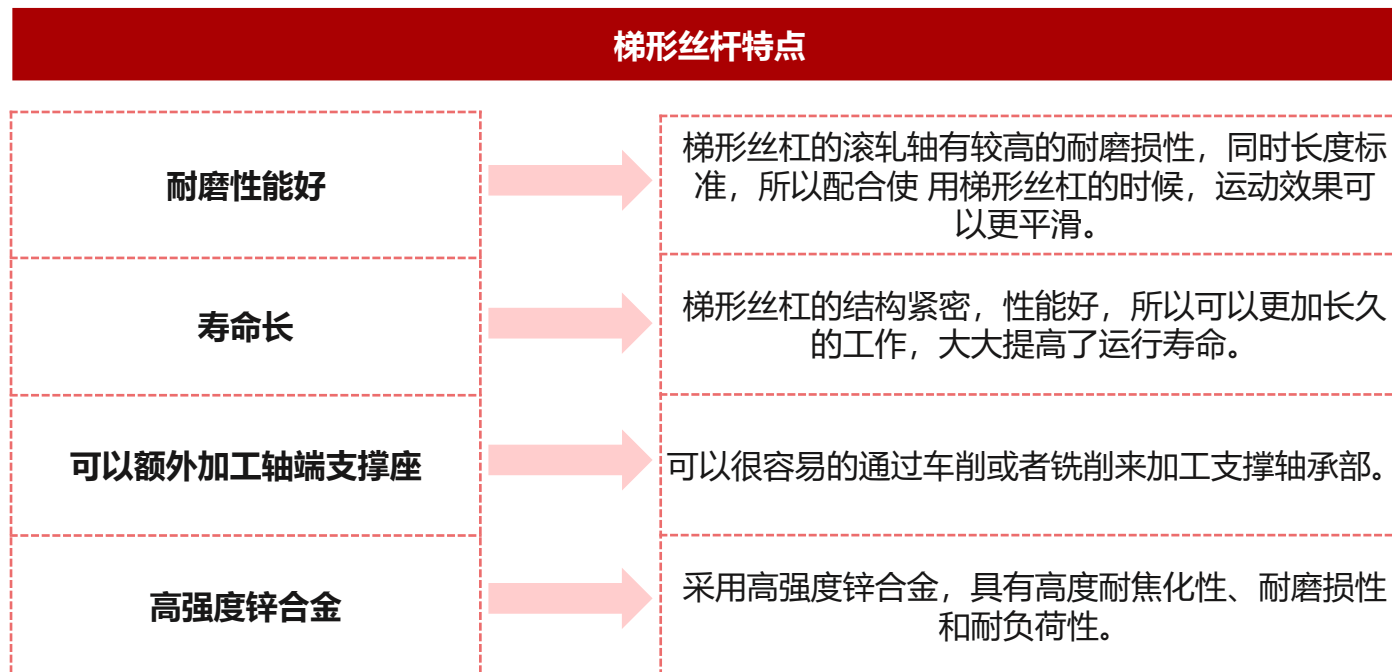 梯形丝杆特点
耐磨性能好
梯形丝杠的滚轧轴有较高的耐磨损性，同时长度标
准，所以配合使 用梯形丝杠的时候，运动效果可
以更平滑。
寿命长
梯形丝杠的结构紧密，性能好，所以可以更加长久
的工作，大大提高了运行寿命。
可以额外加工轴端支撑座
可以很容易的通过车削或者铣削来加工支撑轴承部。
高强度锌合金
采用高强度锌合金，具有高度耐焦化性、耐磨损性
和耐负荷性。